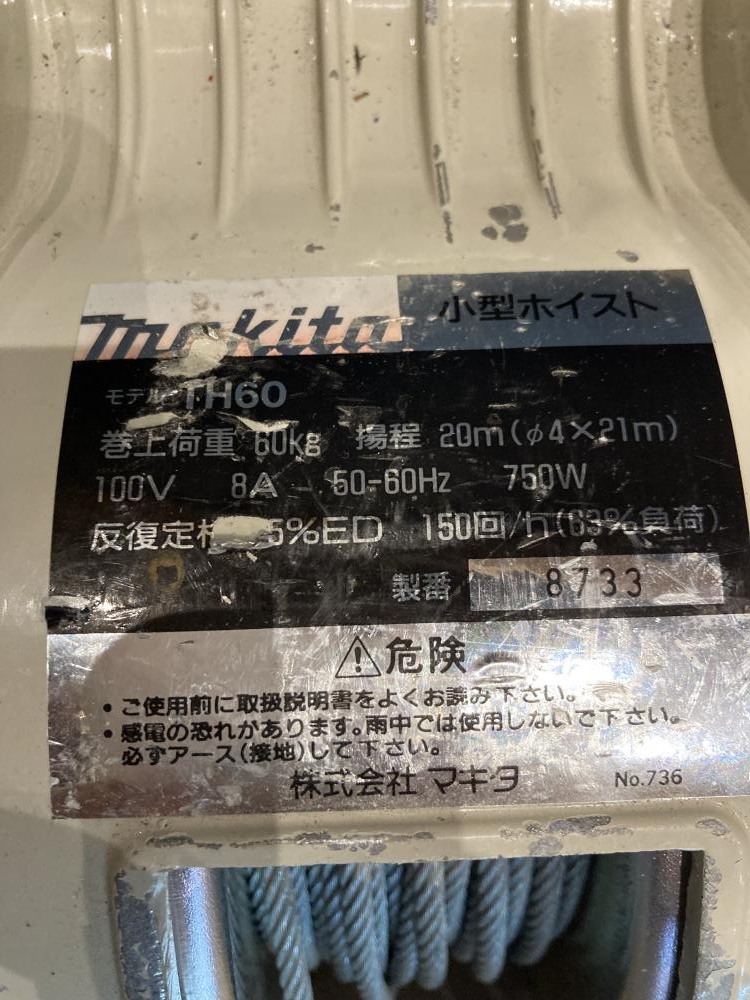 makita 小型ホイスト
モデル TH60
巻上荷重 60kg 揚程 20m(φ4×21m)
100V 8A 50-60Hz 750W
反復定格 5%ED 150回/h(63%負荷)
製番 8733
⚠危険
・ご使用前に取扱説明書をよくお読み下さい。
・感電の恐れがあります。雨中では使用しないで下さい。
必ずアース(接地)して下さい。
株式会社 マキタ No.736